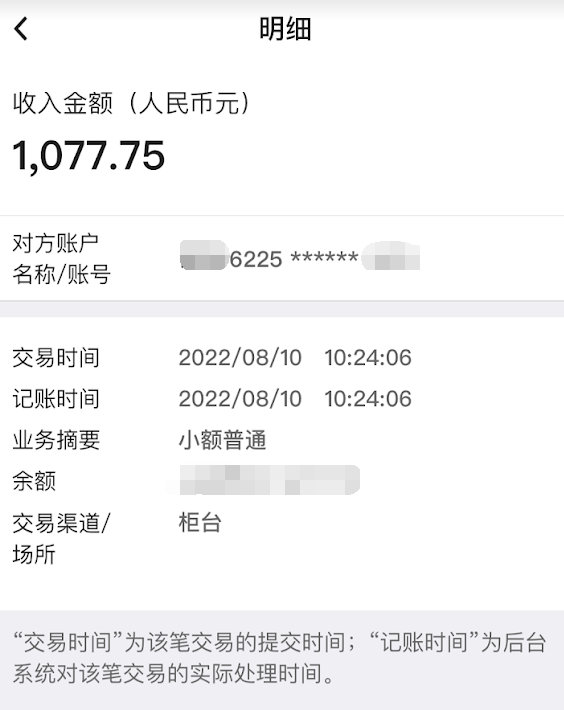 明细
收入金额（人民币元）
1,077.75
对方账户
名称/账号
6225 ******
交易时间 2022/08/10 10:24:06
记账时间 2022/08/10 10:24:06
业务摘要 小额普通
余额
交易渠道/
场所
柜台
“交易时间”为该笔交易的提交时间；“记账时间”为后台
系统对该笔交易的实际处理时间。